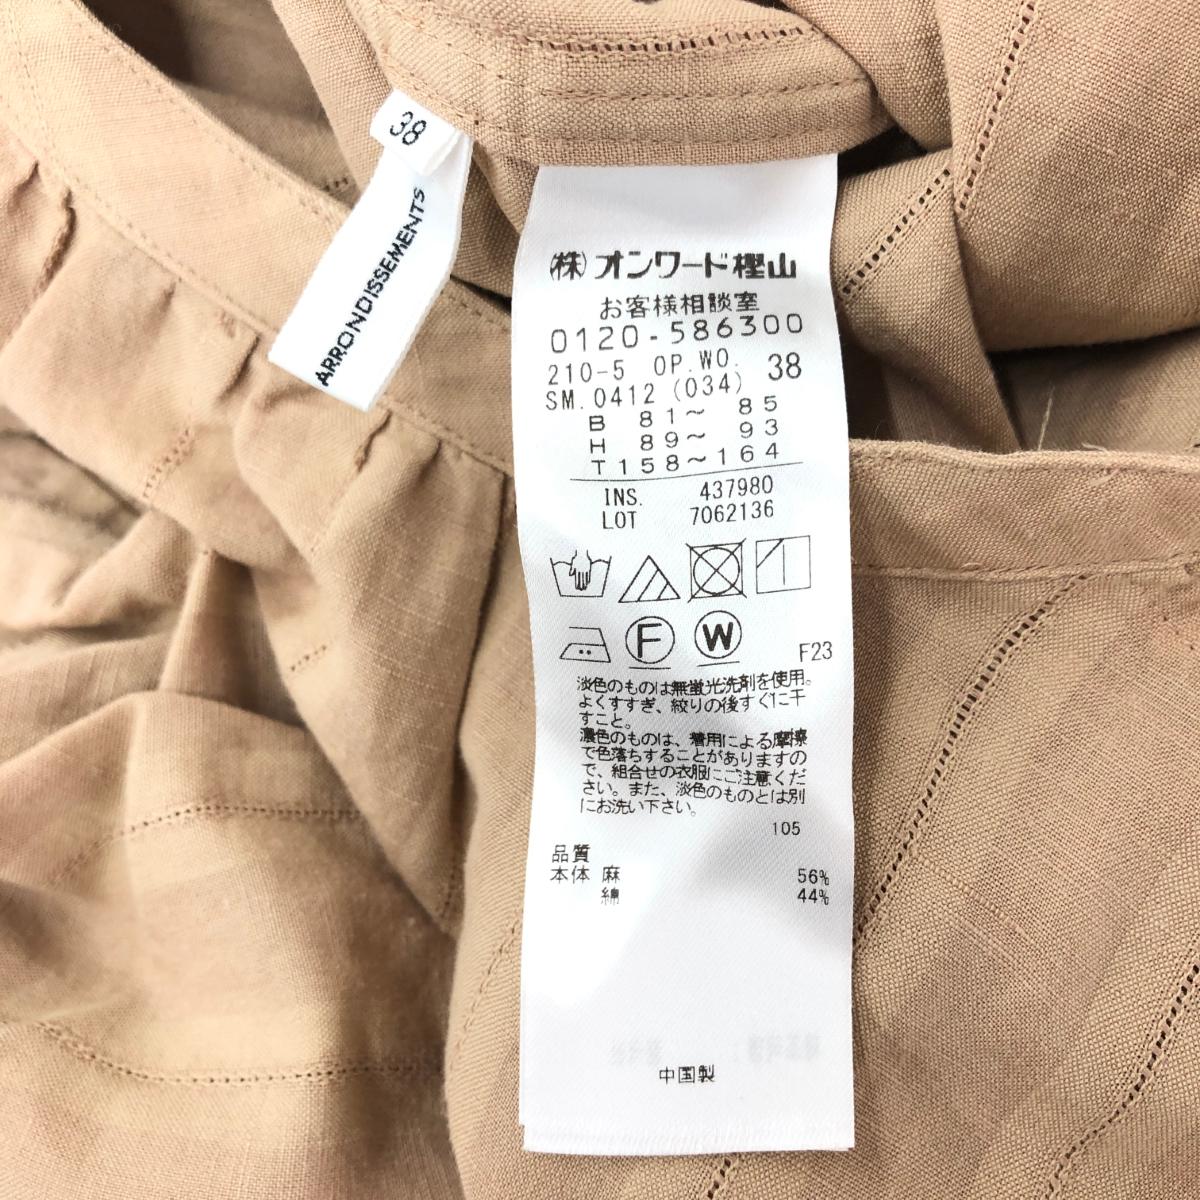 38
ARRONDISSEMENTS
(株)オンワード樫山
お客様相談室
0120-586300
210-5 OP.WO. 38
SM.0412 (034)
B 81~ 85
H 89~ 93
T158~164
INS. 437980
LOT 7062136
F W
F23
淡色のものは無蛍光洗剤を使用。
よくすすぎ、絞りの後すぐに干
すこと。
濃色のものは、着用による摩擦
で色落ちすることがありますの
で、組合せの衣服にご注意くだ
さい。また、淡色のものとは別
にお洗い下さい。
105
品質
本体 麻 56%
綿 44%
中国製